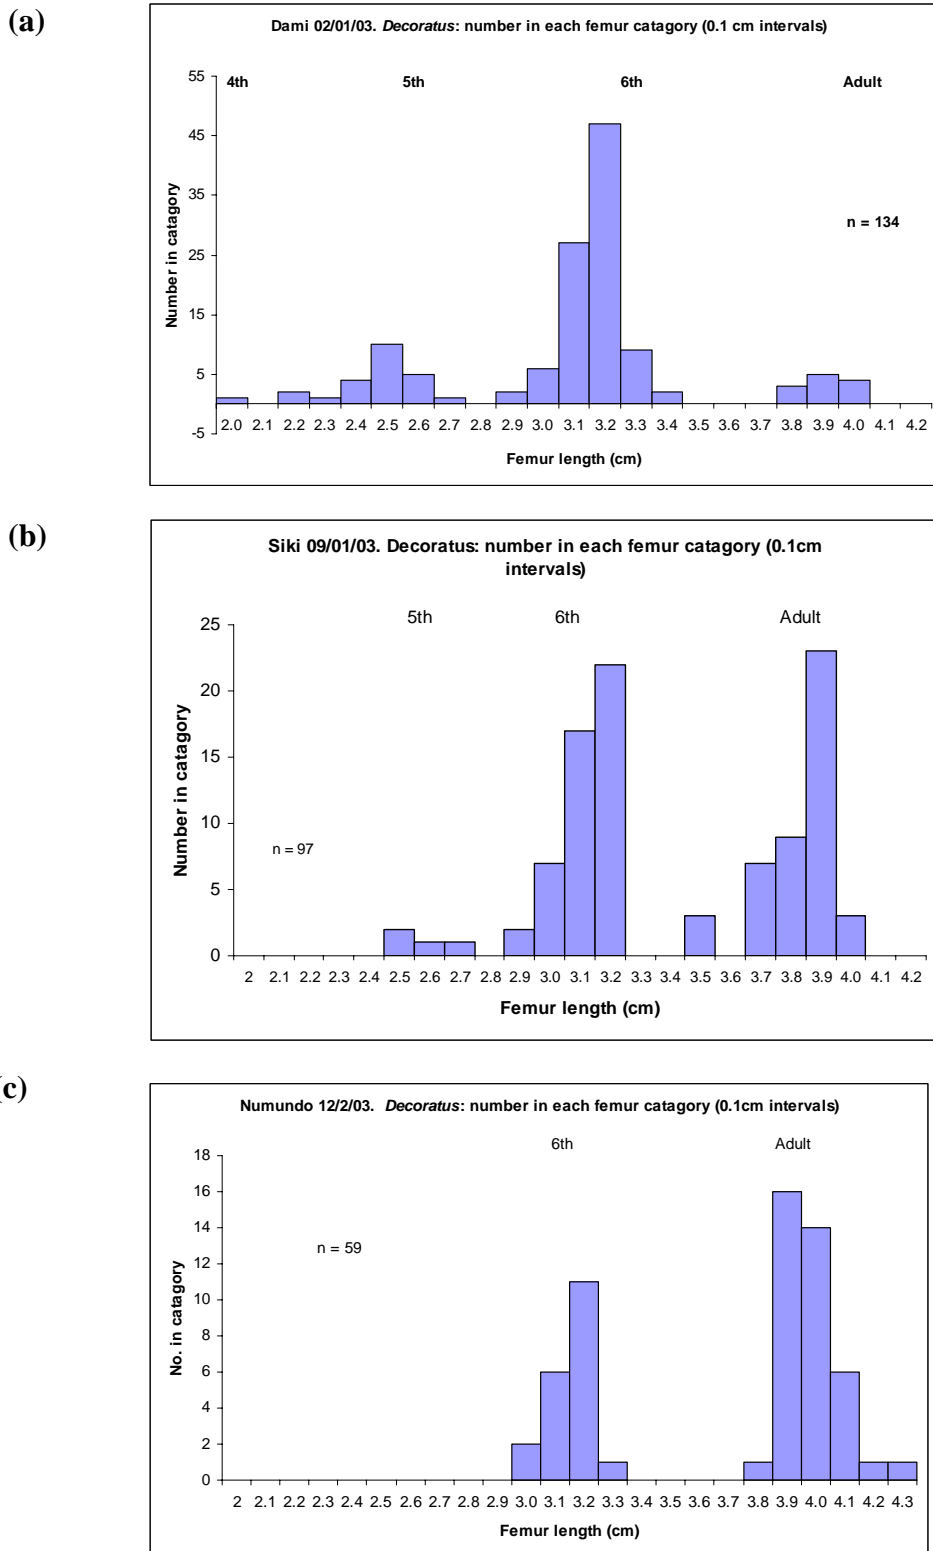 (a)
Dami 02/01/03. Decoratus: number in each femur catagory (0.1 cm intervals)
4th 5th 6th Adult
55
45
35
25
15
5
-5
Number in catagory
n = 134
2.0 2.1 2.2 2.3 2.4 2.5 2.6 2.7 2.8 2.9 3.0 3.1 3.2 3.3 3.4 3.5 3.6 3.7 3.8 3.9 4.0 4.1 4.2
Femur length (cm)
(b)
Siki 09/01/03. Decoratus: number in each femur catagory (0.1cm
intervals)
5th 6th Adult
25
20
15
10
5
0
Number in catagory
n = 97
2 2.1 2.2 2.3 2.4 2.5 2.6 2.7 2.8 2.9 3.0 3.1 3.2 3.3 3.4 3.5 3.6 3.7 3.8 3.9 4.0 4.1 4.2
Femur length (cm)
(c)
Numundo 12/2/03. Decoratus: number in each femur catagory (0.1cm intervals)
6th Adult
18
16
14
12
10
8
6
4
2
0
No. in catagory
n = 59
2 2.1 2.2 2.3 2.4 2.5 2.6 2.7 2.8 2.9 3.0 3.1 3.2 3.3 3.4 3.5 3.6 3.7 3.8 3.9 4.0 4.1 4.2 4.3
Femur length (cm)